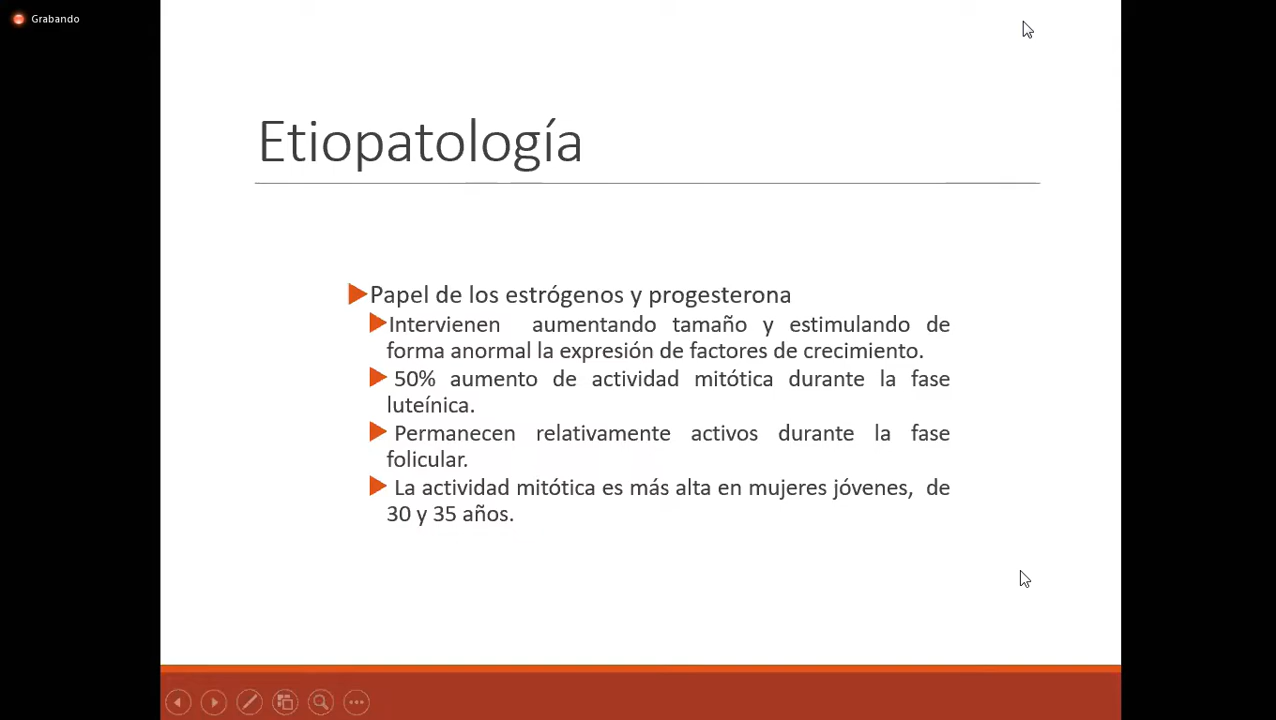 Grabando
Etiopatología
Papel de los estrógenos y progesterona
Intervienen aumentando tamaño y estimulando de
forma anormal la expresión de factores de crecimiento.
50% aumento de actividad mitótica durante la fase
luteínica.
Permanecen relativamente activos durante la fase
folicular.
La actividad mitótica es más alta en mujeres jóvenes, de
30 y 35 años.